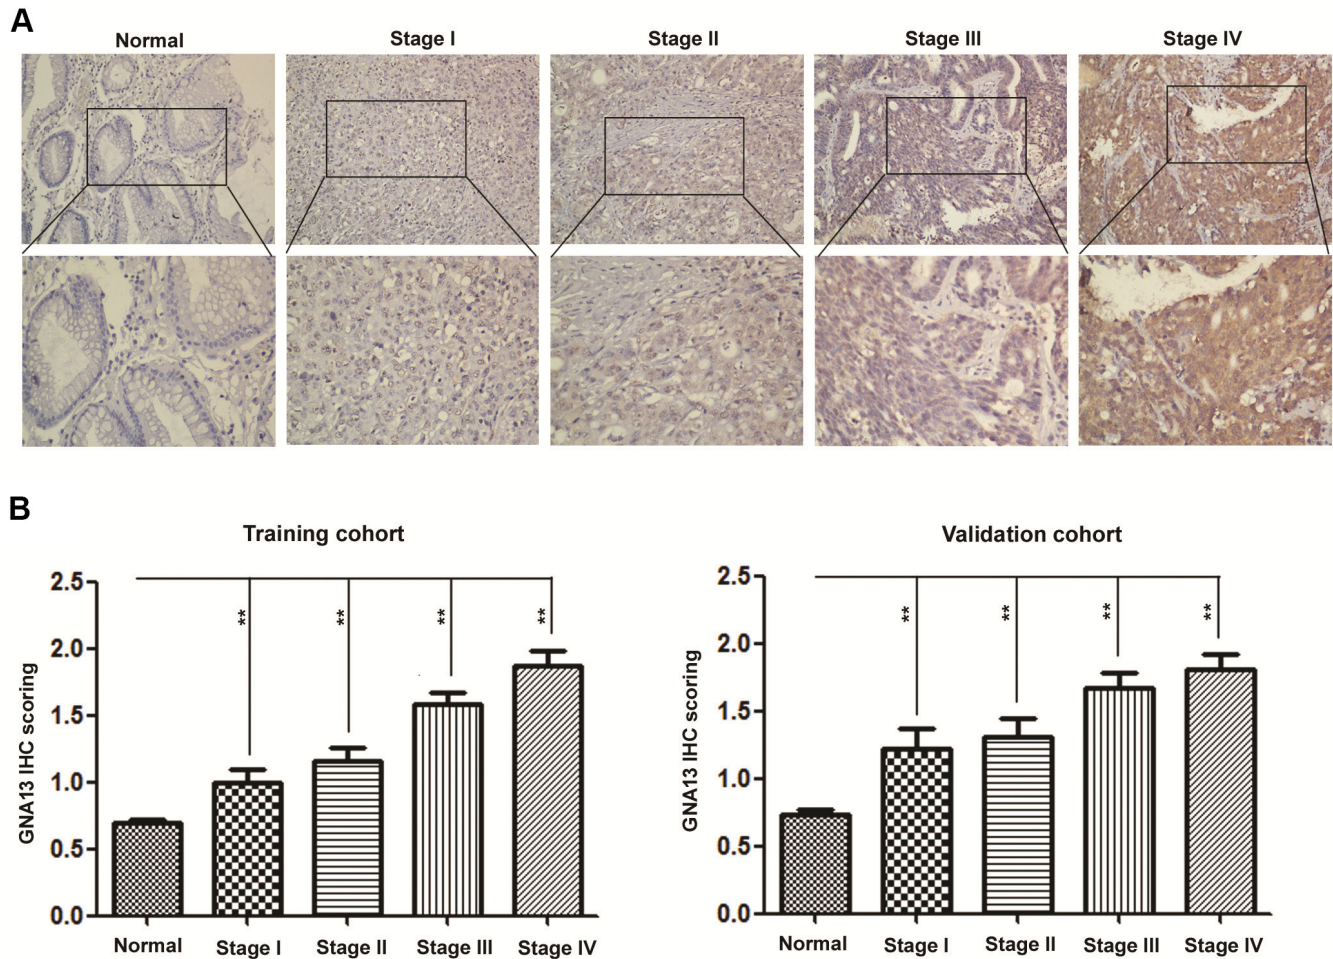 A
Normal
Stage I
Stage II
Stage III
Stage IV
B
Training cohort
GNA13 IHC scoring
2.5
2.0
1.5
1.0
0.5
0.0
**
**
**
**
Normal
Stage I
Stage II
Stage III
Stage IV
Validation cohort
GNA13 IHC scoring
2.5
2.0
1.5
1.0
0.5
0.0
**
**
**
**
Normal
Stage I
Stage II
Stage III
Stage IV